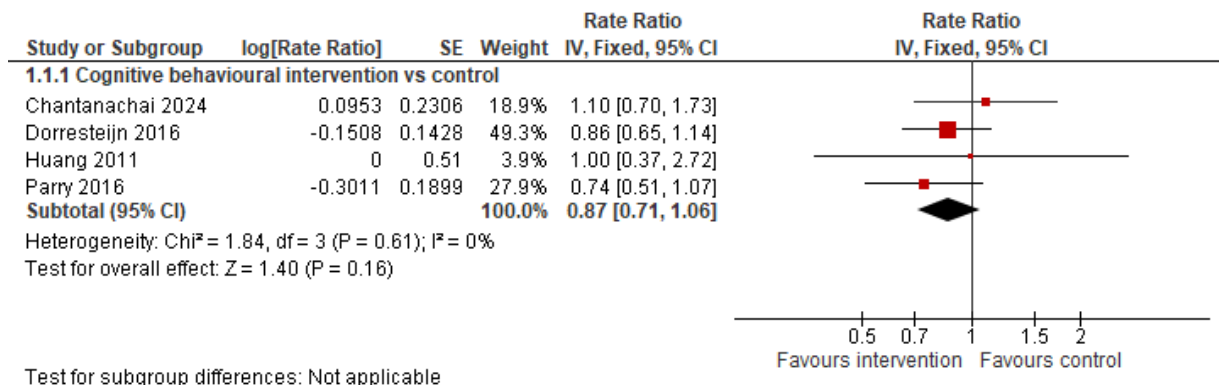 Rate Ratio Rate Ratio
Study or Subgroup log[Rate Ratio] SE Weight IV, Fixed, 95% CI IV, Fixed, 95% CI
1.1.1 Cognitive behavioural intervention vs control
Chantanachai 2024 0.0953 0.2306 18.9% 1.10 [0.70, 1.73]
Dorresteijn 2016 -0.1508 0.1428 49.3% 0.86 [0.65, 1.14]
Huang 2011 0 0.51 3.9% 1.00 [0.37, 2.72]
Parry 2016 -0.3011 0.1899 27.9% 0.74 [0.51, 1.07]
Subtotal (95% CI) 100.0% 0.87 [0.71, 1.06]
Heterogeneity: Chi² = 1.84, df = 3 (P = 0.61); I² = 0%
Test for overall effect: Z = 1.40 (P = 0.16)
0.5 0.7 1 1.5 2
Favours intervention Favours control
Test for subgroup differences: Not applicable